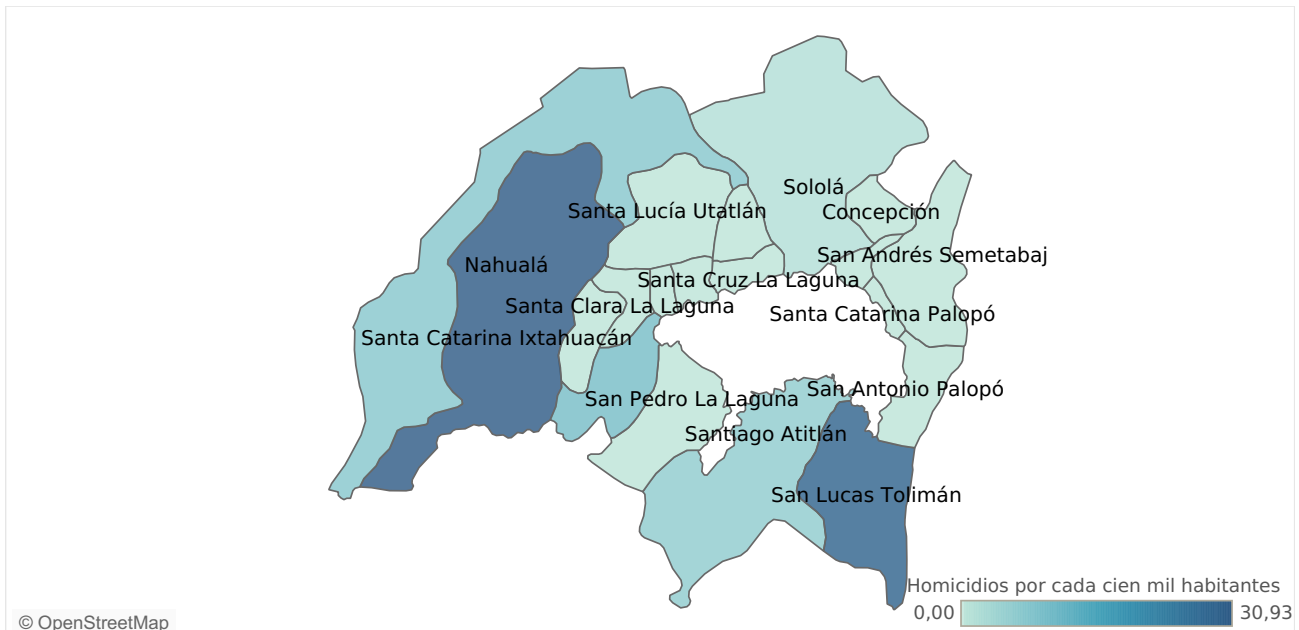 Sololá
Santa Lucía Utatlán
Concepción
San Andrés Semetabaj
Nahualá
Santa Cruz La Laguna
Santa Clara La Laguna
Santa Catarina Palopó
Santa Catarina Ixtahuacán
San Antonio Palopó
San Pedro La Laguna
Santiago Atitlán
San Lucas Tolimán
Homicidios por cada cien mil habitantes
0,00 30,93
© OpenStreetMap